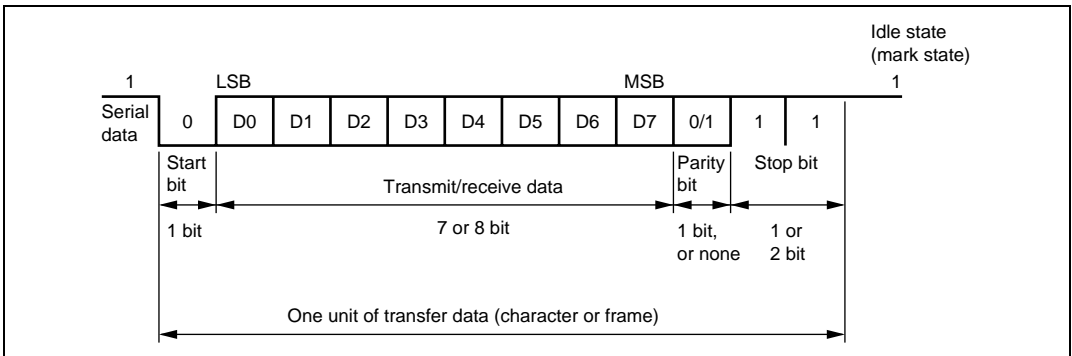 Idle state
(mark state)
1 LSB MSB 1
Serial
data
0 D0 D1 D2 D3 D4 D5 D6 D7 0/1 1 1
Start
bit
Transmit/receive data
Parity
bit
Stop bit
1 bit
7 or 8 bit
1 bit,
or none
1 or
2 bit
One unit of transfer data (character or frame)